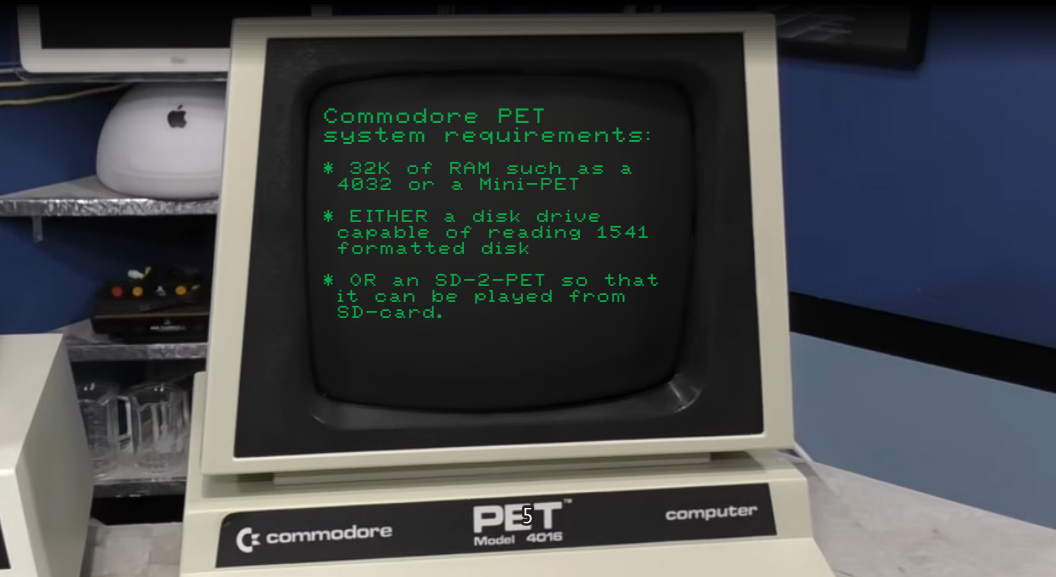 Commodore PET
system requirements:
* 32K of RAM such as a
4032 or a Mini-PET
* EITHER a disk drive
capable of reading 1541
formatted disk
* OR an SD-2-PET so that
it can be played from
SD-card.
commodore
PET™
Model 4016
computer
5